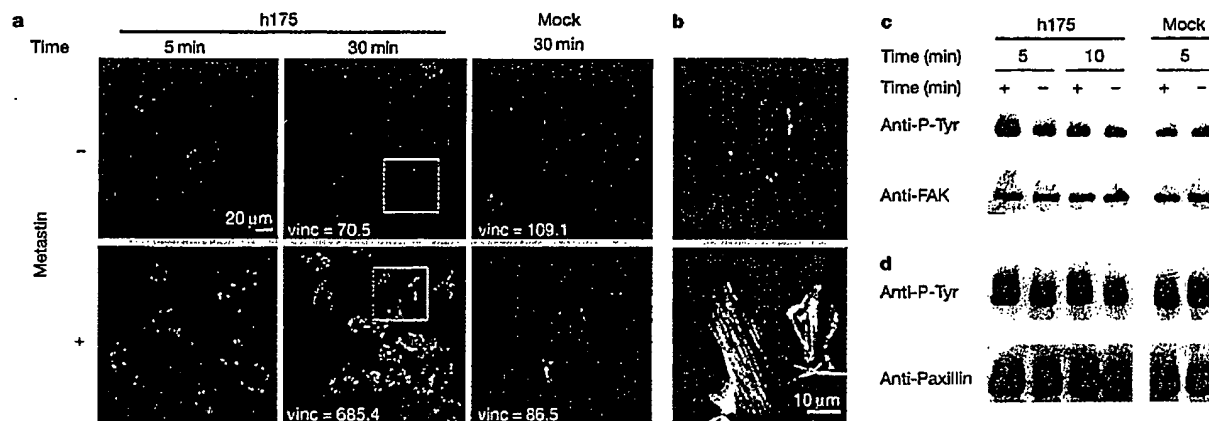 a
h175
Mock
Time
5 min
30 min
30 min
−
20 µm
vinc = 70.5
vinc = 109.1
Metastin
+
vinc = 685.4
vinc = 86.5
b
10 µm
c
h175
Mock
Time (min)
5
10
5
Time (min)
+ − + − + −
Anti-P-Tyr
Anti-FAK
d
Anti-P-Tyr
Anti-Paxillin